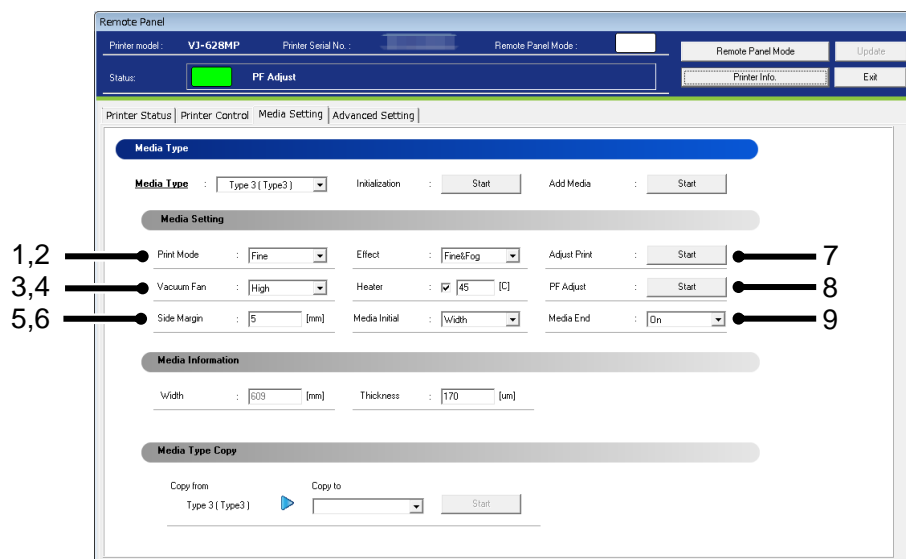 Remote Panel
Printer model : VJ-628MP Printer Serial No. : Remote Panel Mode : Remote Panel Mode Update
Status: PF Adjust Printer Info. Exit
Printer Status Printer Control Media Setting Advanced Setting
Media Type
Media Type : Type 3 ( Type3 ) Initialization : Start Add Media : Start
Media Setting
1,2 Print Mode : Fine Effect : Fine&Fog Adjust Print : Start 7
3,4 Vacuum Fan : High Heater : 45 [C] PF Adjust : Start 8
5,6 Side Margin : 5 [mm] Media Initial : Width Media End : On 9
Media Information
Width : 609 [mm] Thickness : 170 [um]
Media Type Copy
Copy from Copy to
Type 3 ( Type3 ) Start